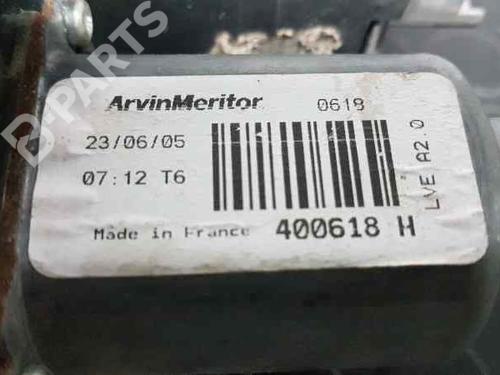 B-PARTS
ArvinMeritor 0618
23/06/05
07:12 T6
LVE A2.0
Made in France 400618 H